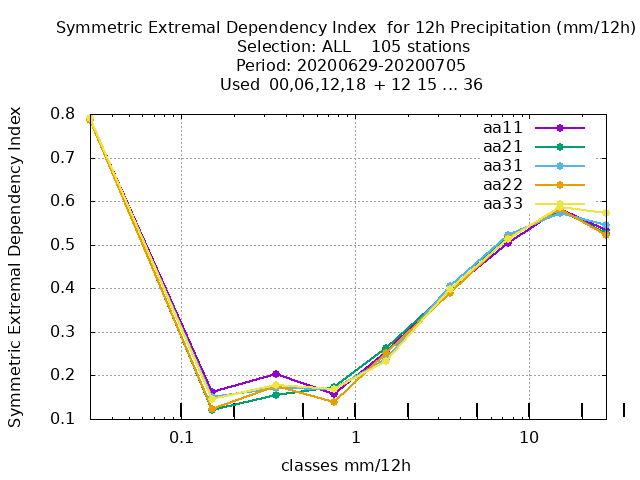 Symmetric Extremal Dependency Index  for 12h Precipitation (mm/12h)
Selection: ALL    105 stations
Period: 20200629-20200705
Used  00,06,12,18  + 12 15 ... 36
Symmetric Extremal Dependency Index
0.8
0.7
0.6
0.5
0.4
0.3
0.2
0.1
aa11
aa21
aa31
aa22
aa33
0.1
1
10
classes mm/12h